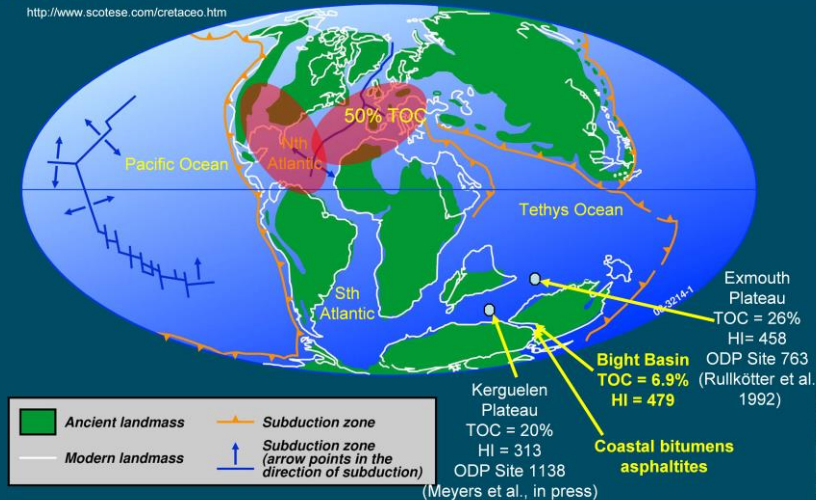 http://www.scotese.com/cretaceo.htm
50% TOC
Nth
Atlantic
Pacific Ocean
Tethys Ocean
Sth
Atlantic
Exmouth
Plateau
TOC = 26%
HI= 458
ODP Site 763
(Rullkötter et al.
1992)
Bight Basin
TOC = 6.9%
HI = 479
Kerguelen
Plateau
TOC = 20%
HI = 313
ODP Site 1138
(Meyers et al., in press)
Coastal bitumens
asphaltites
Ancient landmass
Modern landmass
Subduction zone
Subduction zone
(arrow points in the
direction of subduction)